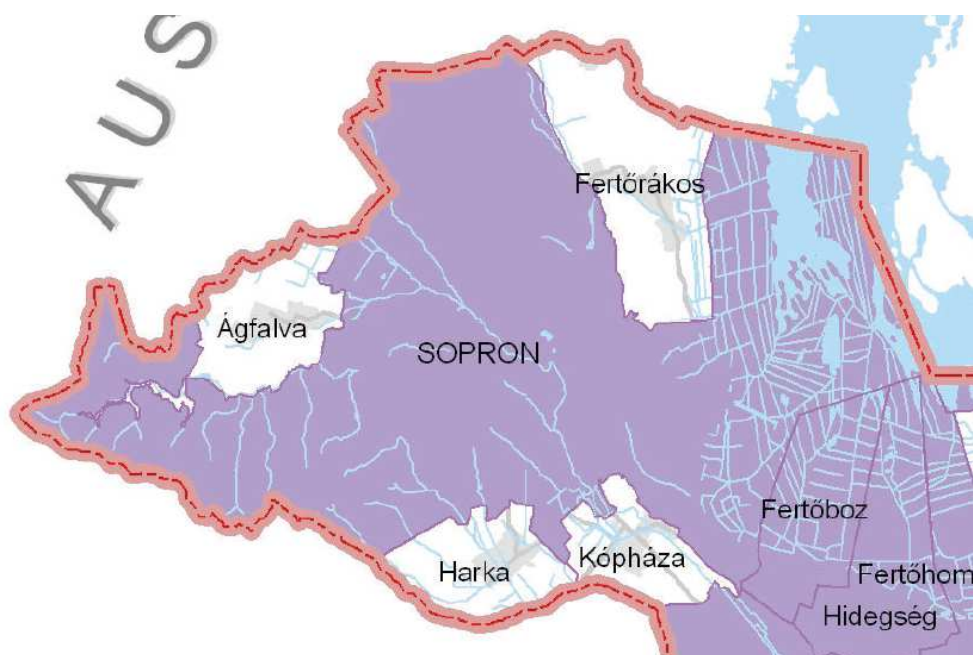 AUS
Fertőrákos
Ágfalva
SOPRON
Fertőboz
Harka
Kópháza
Fertőhom
Hidegség